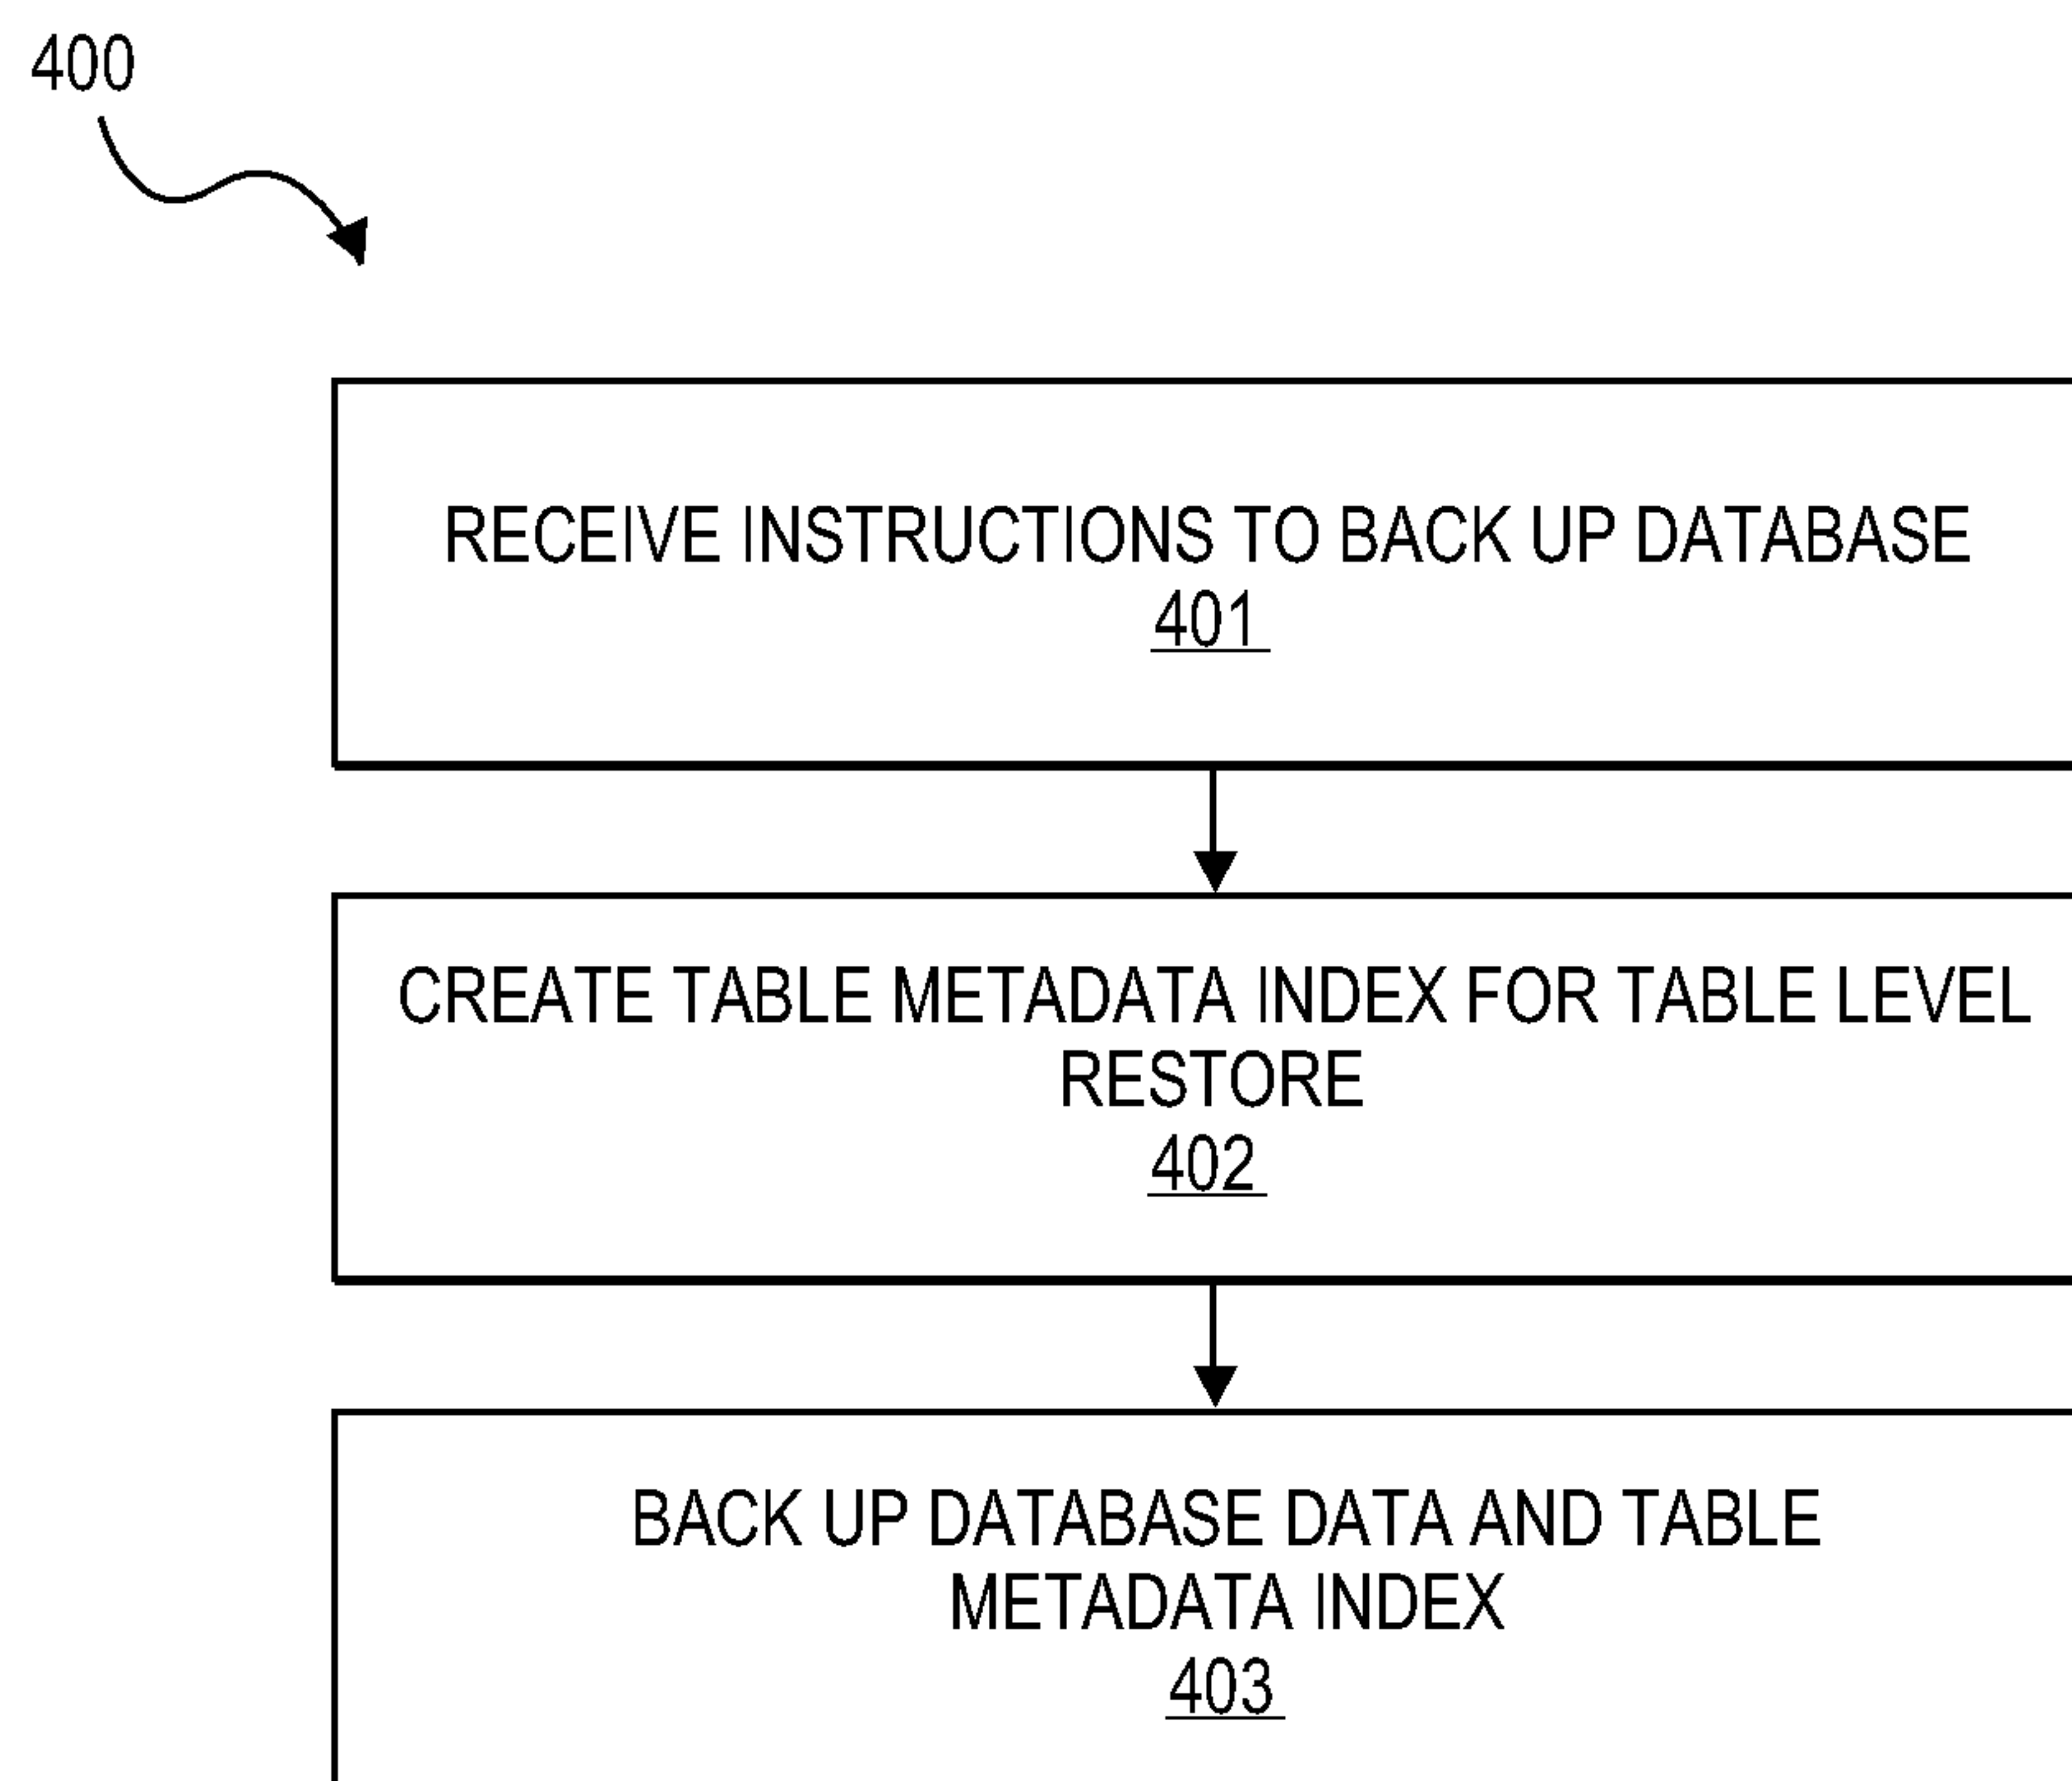 400
RECEIVE INSTRUCTIONS TO BACK UP DATABASE
401
CREATE TABLE METADATA INDEX FOR TABLE LEVEL
RESTORE
402
BACK UP DATABASE DATA AND TABLE
METADATA INDEX
403